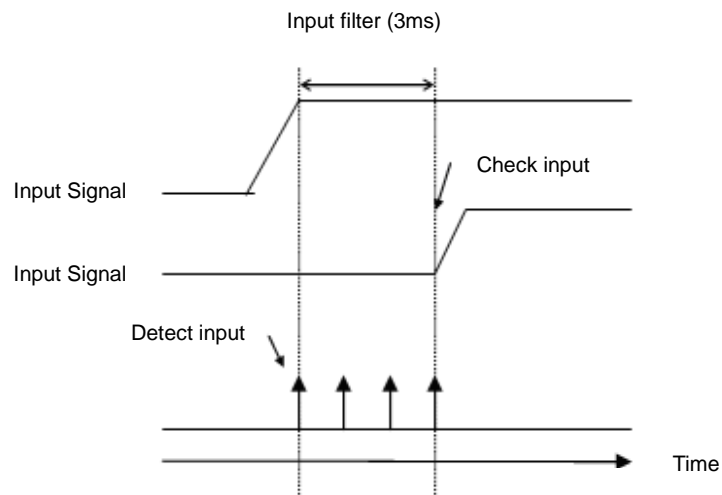 Input filter (3ms)
Check input
Input Signal
Input Signal
Detect input
Time